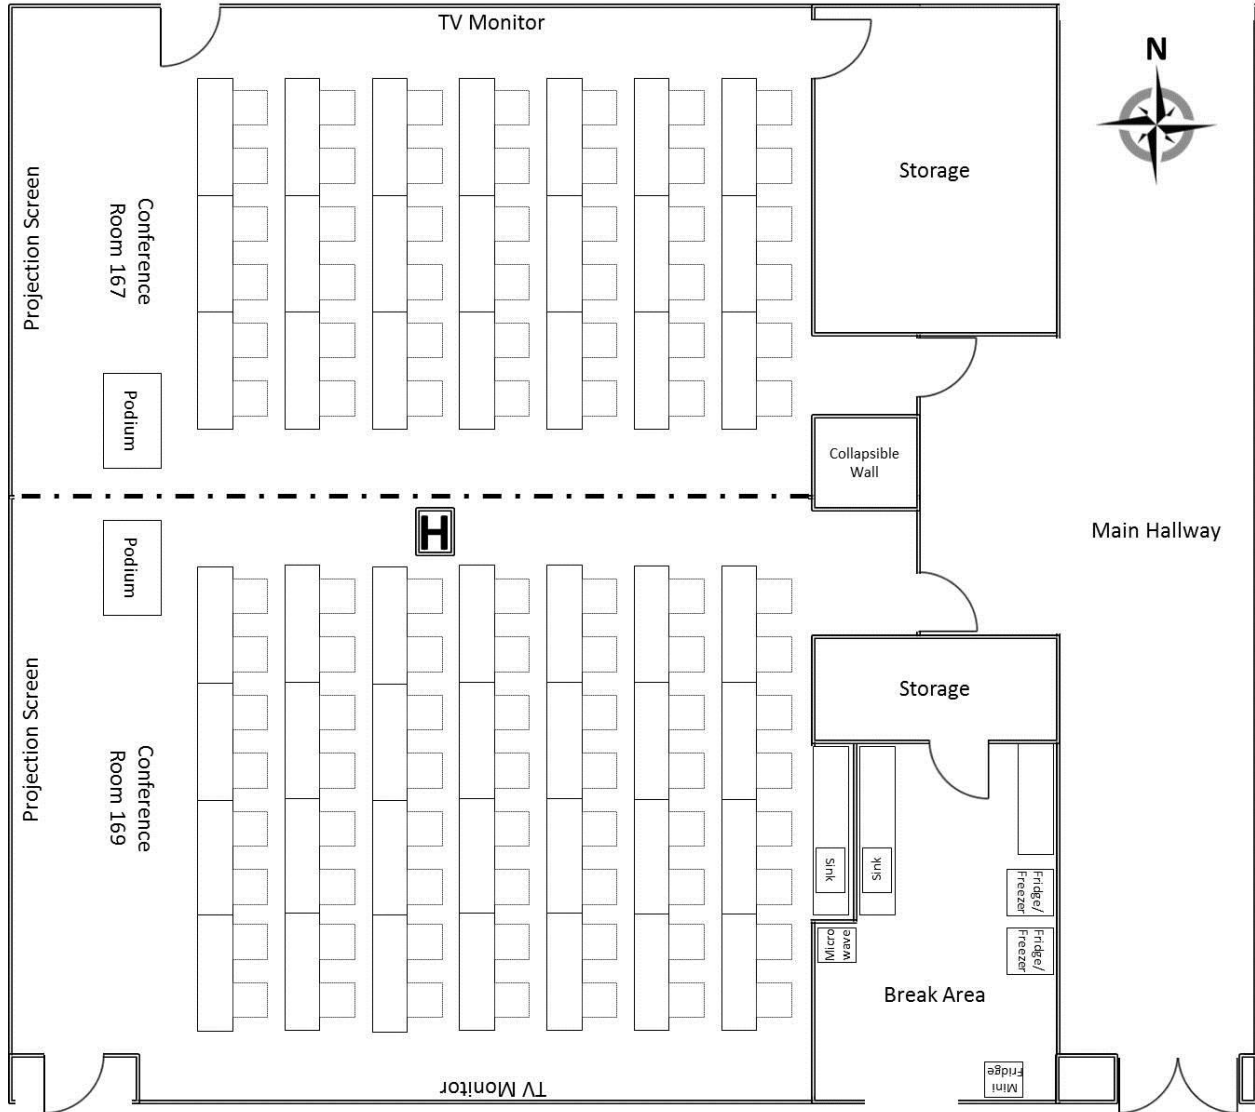 TV Monitor
N
Storage
Projection Screen
Conference
Room 167
Podium
Collapsible
Wall
H
Main Hallway
Podium
Storage
Projection Screen
Conference
Room 169
Sink
Sink
Fridge/
Freezer
Micro
wave
Fridge/
Freezer
Break Area
Mini
Fridge
TV Monitor